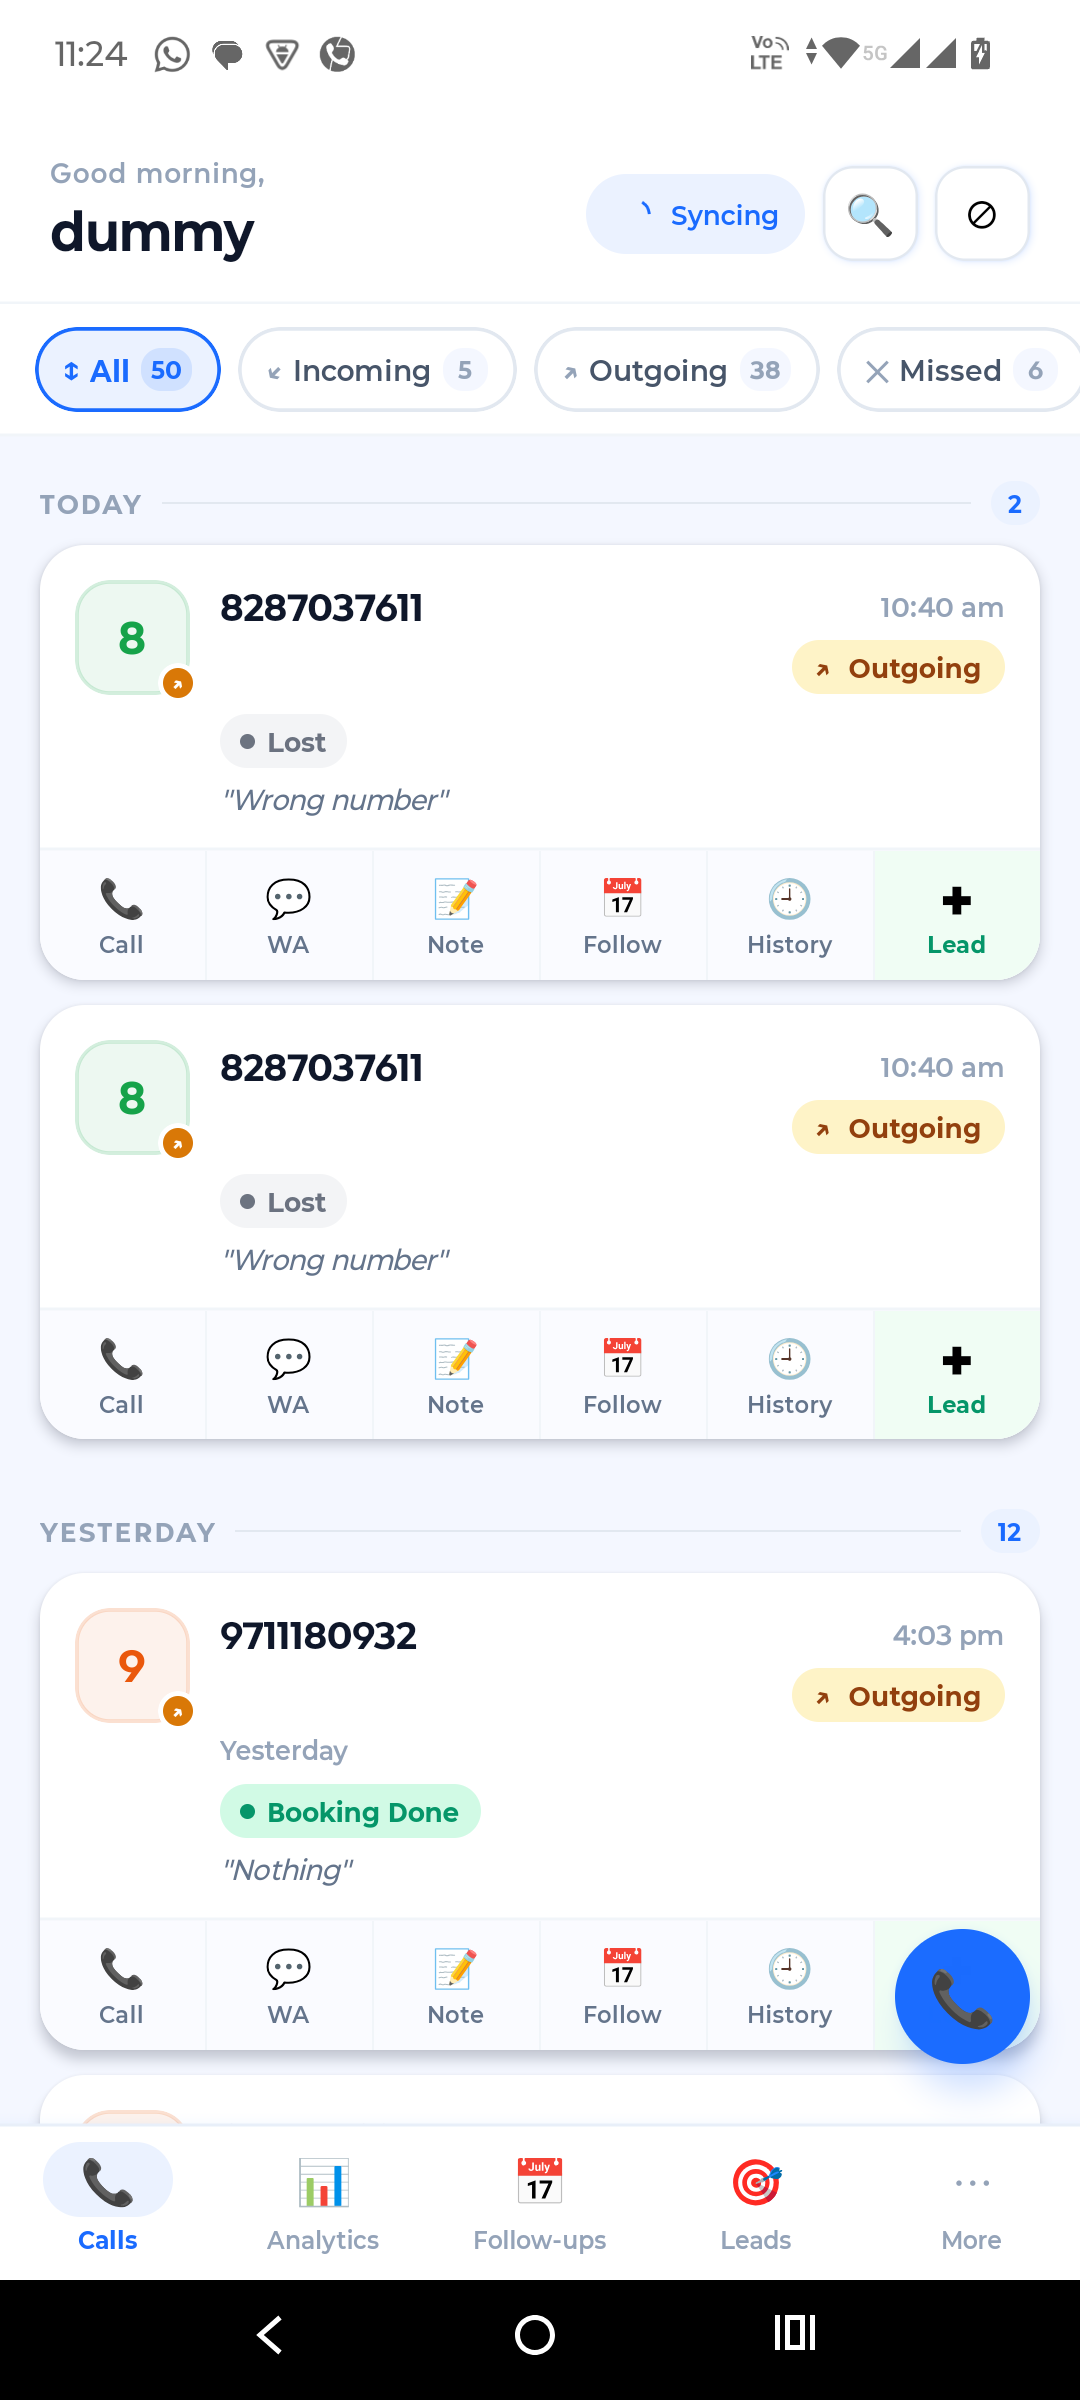 11:24
Vo LTE
5G
Good morning,
dummy
Syncing
All 50
Incoming 5
Outgoing 38
Missed 6
TODAY
2
8
8287037611
10:40 am
Outgoing
Lost
"Wrong number"
Call
WA
July 17
Note
Follow
History
Lead
8
8287037611
10:40 am
Outgoing
Lost
"Wrong number"
July 17
Call
WA
Note
Follow
History
Lead
YESTERDAY
12
9
9711180932
4:03 pm
Outgoing
Yesterday
Booking Done
"Nothing"
July 17
Call
WA
Note
Follow
History
July 17
Calls
Analytics
Follow-ups
Leads
More